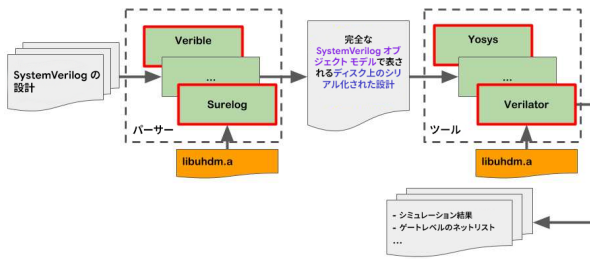 SystemVerilog の
設計
Verible
...
Surelog
パーサー
libuhdm.a
完全な
SystemVerilog オブ
ジェクト モデルで表さ
れるディスク上のシリ
アル化された設計
Yosys
...
Verilator
ツール
libuhdm.a
- シミュレーション結果
- ゲートレベルのネットリスト
...